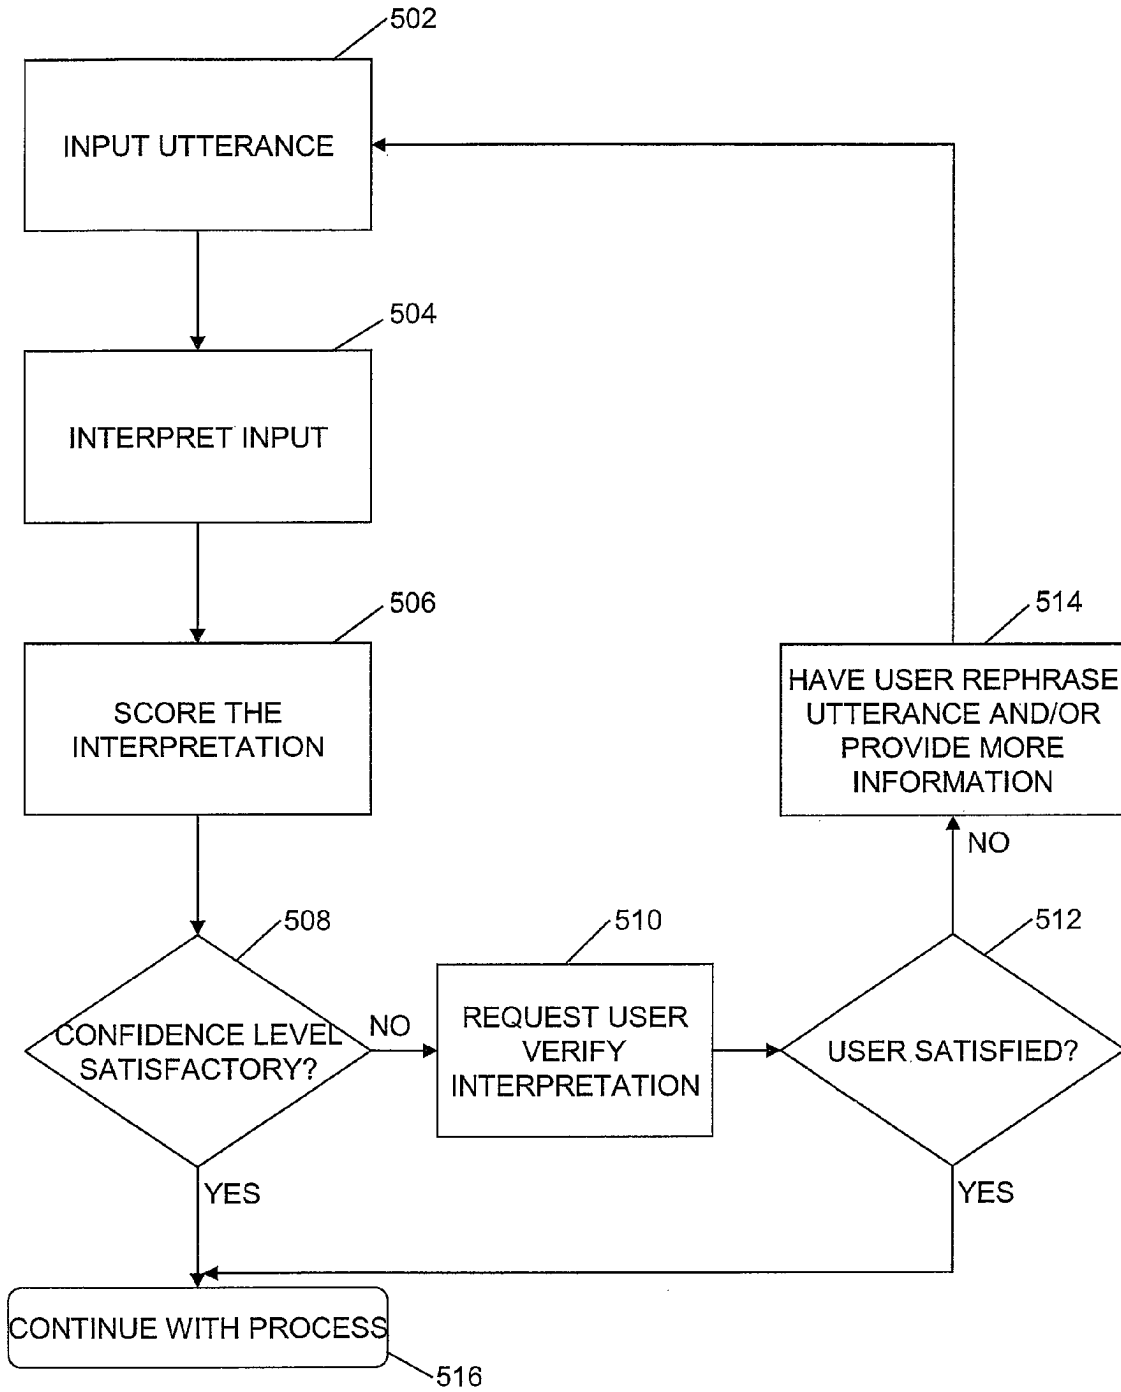 502
INPUT UTTERANCE
504
INTERPRET INPUT
506
SCORE THE
INTERPRETATION
514
HAVE USER REPHRASE
UTTERANCE AND/OR
PROVIDE MORE
INFORMATION
NO
508
CONFIDENCE LEVEL
SATISFACTORY?
NO
510
REQUEST USER
VERIFY
INTERPRETATION
512
USER SATISFIED?
YES
YES
CONTINUE WITH PROCESS
516